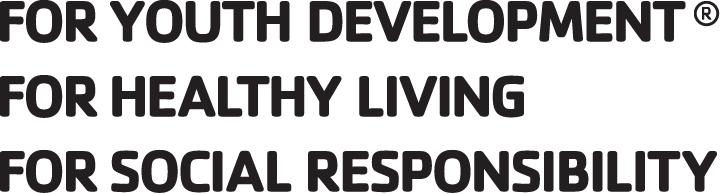 FOR YOUTH DEVELOPMENT®
FOR HEALTHY LIVING
FOR SOCIAL RESPONSIBILITY